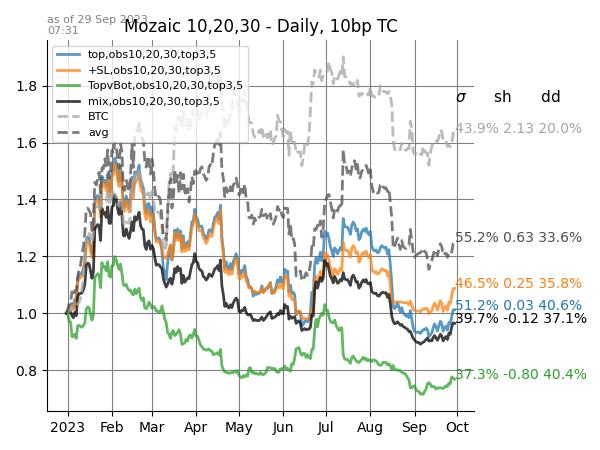 as of 29 Sep 2023
07:31
Mozaic 10,20,30 - Daily, 10bp TC
top,obs10,20,30,top3,5
+SL,obs10,20,30,top3,5
TopvBot,obs10,20,30,top3,5
mix,obs10,20,30,top3,5
BTC
avg
σ sh dd
43.9% 2.13 20.0%
55.2% 0.63 33.6%
46.5% 0.25 35.8%
51.2% 0.03 40.6%
39.7% -0.12 37.1%
37.3% -0.80 40.4%
1.8
1.6
1.4
1.2
1.0
0.8
2023 Feb Mar Apr May Jun Jul Aug Sep Oct